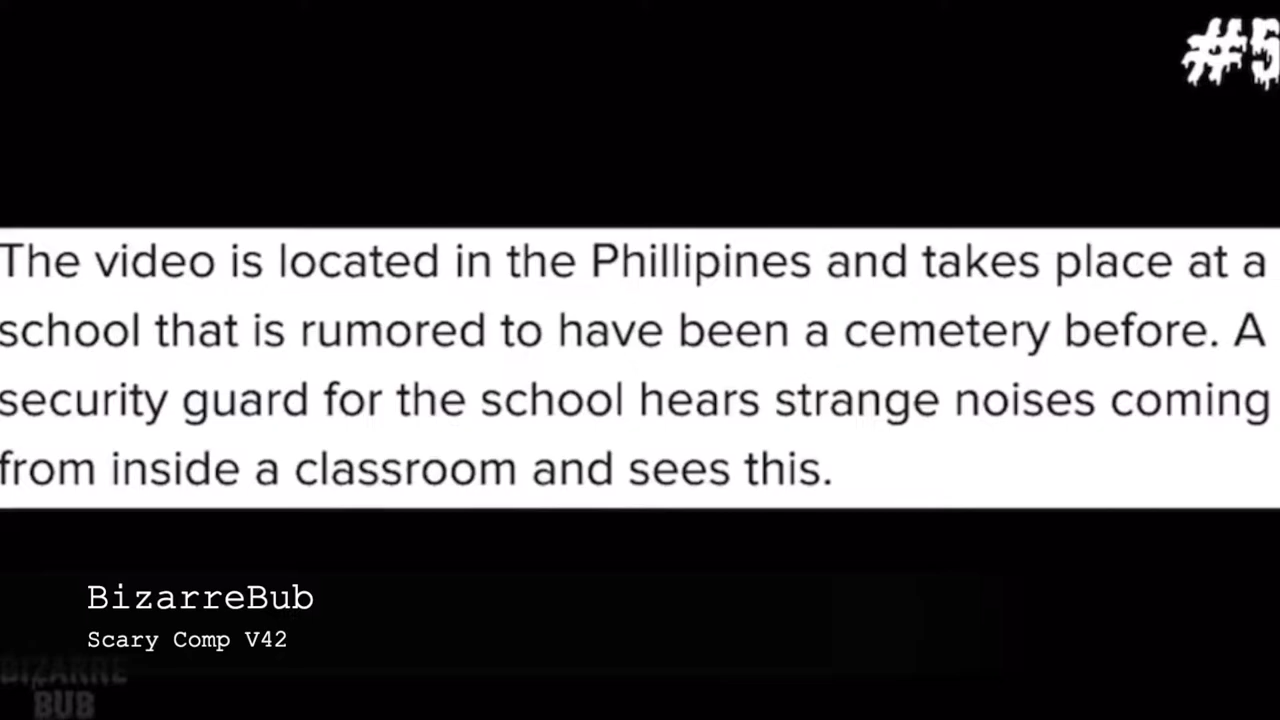 #5
The video is located in the Phillipines and takes place at a
school that is rumored to have been a cemetery before. A
security guard for the school hears strange noises coming
from inside a classroom and sees this.
BizarreBub
Scary Comp V42
BIZARRE
BUB